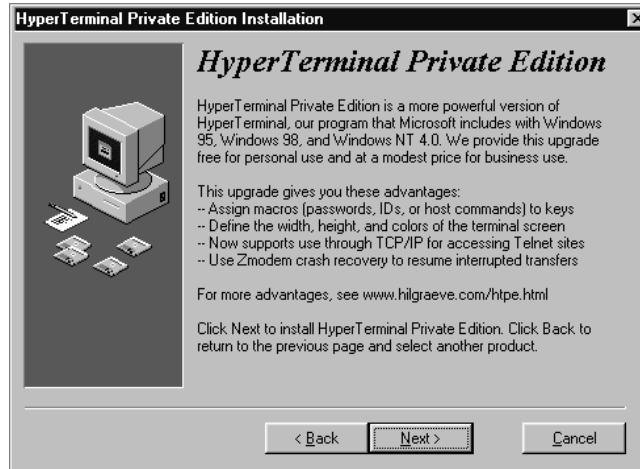 HyperTerminal Private Edition Installation
HyperTerminal Private Edition
HyperTerminal Private Edition is a more powerful version of
HyperTerminal, our program that Microsoft includes with Windows
95, Windows 98, and Windows NT 4.0. We provide this upgrade
free for personal use and at a modest price for business use.
This upgrade gives you these advantages:
-- Assign macros (passwords, IDs, or host commands) to keys
-- Define the width, height, and colors of the terminal screen
-- Now supports use through TCP/IP for accessing Telnet sites
-- Use Zmodem crash recovery to resume interrupted transfers
For more advantages, see www.hilgraeve.com/htpe.html
Click Next to install HyperTerminal Private Edition. Click Back to
return to the previous page and select another product.
< Back
Next >
Cancel